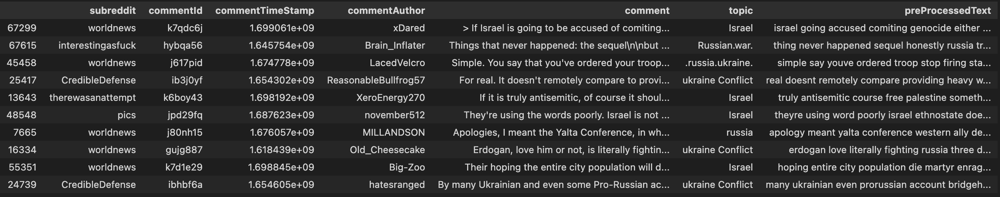 subreddit commentId commentTimeStamp commentAuthor comment topic preProcessedText
67299 worldnews k7qdc6j 1.699061e+09 xDared > If Israel is going to be accused of comiting... Israel israel going accused comiting genocide either ...
67615 interestingasfuck hybqa56 1.645754e+09 Brain_Inflater Things that never happened: the sequel\n\nbut ... Russian.war. thing never happened sequel honestly russia tr...
45458 worldnews j617pid 1.674778e+09 LacedVelcro Simple. You say that you've ordered your troop... .russia.ukraine. simple say youve ordered troop stop firing sta...
25417 CredibleDefense ib3j0yf 1.654302e+09 ReasonableBullfrog57 For real. It doesn't remotely compare to provi... ukraine Conflict real doesnt remotely compare providing heavy w...
13643 therewasanattempt k6boy43 1.698192e+09 XeroEnergy270 If it is truly antisemitic, of course it shoul... Israel truly antisemitic course free palestine someth...
48548 pics jpd29fq 1.687623e+09 november512 They're using the words poorly. Israel is not ... Israel theyre using word poorly israel ethnostate doe...
7665 worldnews j80nh15 1.676057e+09 MILLANDSON Apologies, I meant the Yalta Conference, in wh... russia apology meant yalta conference western ally de...
16334 worldnews gujg887 1.618439e+09 Old_Cheesecake Erdogan, love him or not, is literally fightin... ukraine Conflict erdogan love literally fighting russia three d...
55351 worldnews k7d1e29 1.698845e+09 Big-Zoo Their hoping the entire city population will d... Israel hoping entire city population die martyr enrag...
24739 CredibleDefense ibhbf6a 1.654605e+09 hatesranged By many Ukrainian and even some Pro-Russian ac... ukraine Conflict many ukrainian even prorussian account bridgeh...